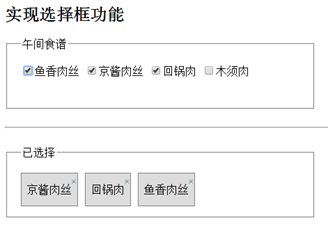 实现选择框功能
午间食谱
鱼香肉丝 京酱肉丝 回锅肉 木须肉
已选择
京酱肉丝× 回锅肉× 鱼香肉丝×